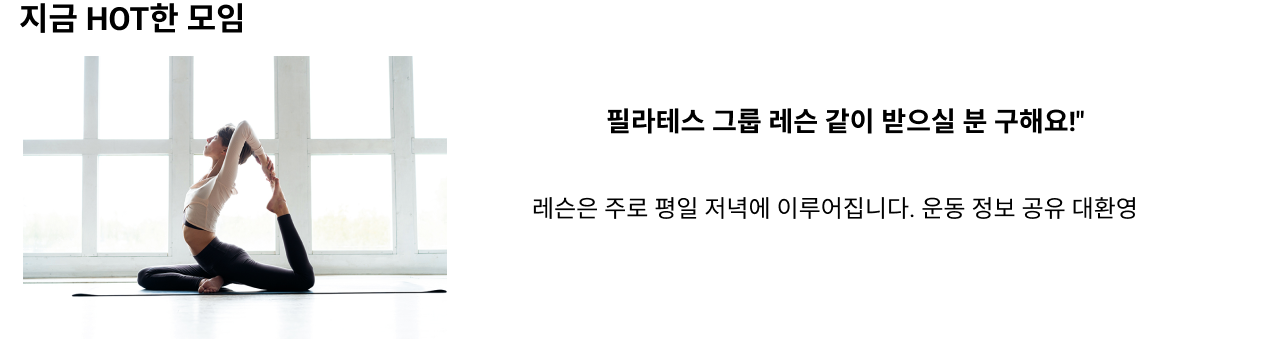 지금 HOT한 모임
필라테스 그룹 레슨 같이 받으실 분 구해요!"
레슨은 주로 평일 저녁에 이루어집니다. 운동 정보 공유 대환영